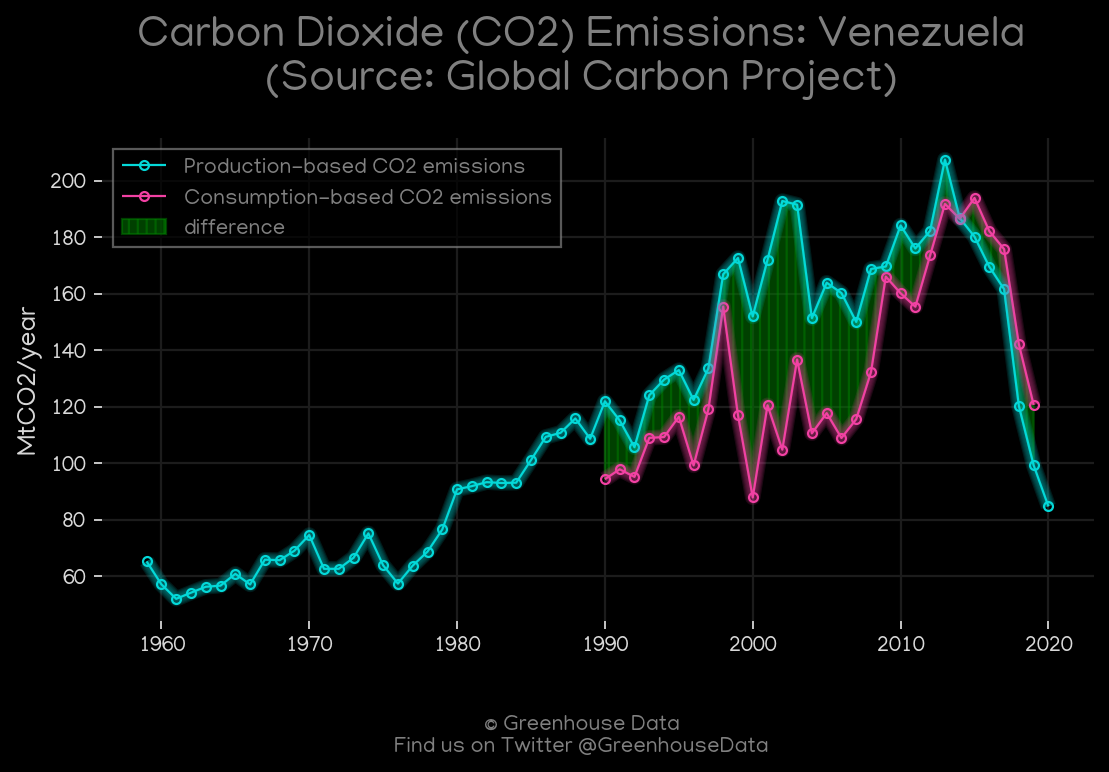 Carbon Dioxide (CO2) Emissions: Venezuela
(Source: Global Carbon Project)
Production-based CO2 emissions
Consumption-based CO2 emissions
difference
MtCO2/year
200
180
160
140
120
100
80
60
1960
1970
1980
1990
2000
2010
2020
© Greenhouse Data
Find us on Twitter @GreenhouseData